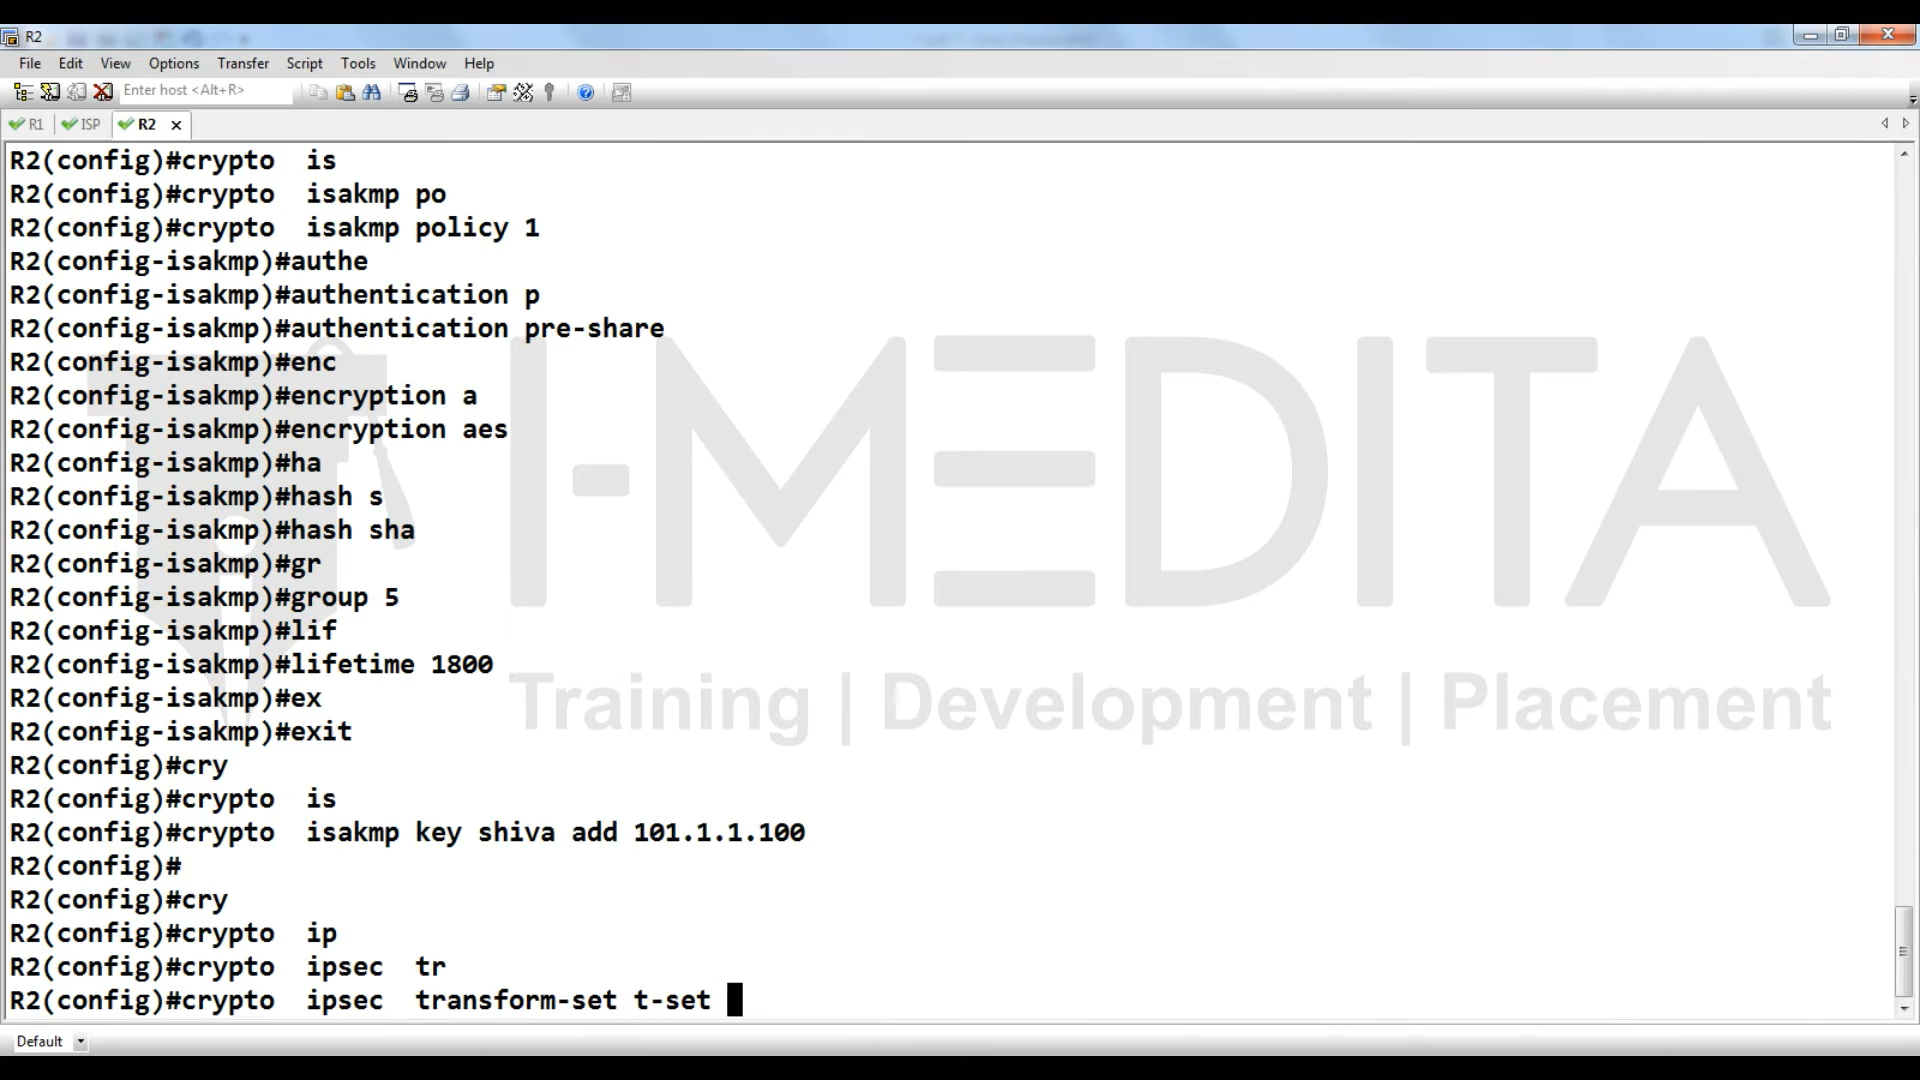 R2
File Edit View Options Transfer Script Tools Window Help
Enter host <Alt+R>
R1 ISP R2
R2(config)#crypto  is
R2(config)#crypto  isakmp po
R2(config)#crypto  isakmp policy 1
R2(config-isakmp)#authe
R2(config-isakmp)#authentication p
R2(config-isakmp)#authentication pre-share
R2(config-isakmp)#enc
R2(config-isakmp)#encryption a
R2(config-isakmp)#encryption aes
R2(config-isakmp)#ha
R2(config-isakmp)#hash s
R2(config-isakmp)#hash sha
R2(config-isakmp)#gr
R2(config-isakmp)#group 5
R2(config-isakmp)#lif
R2(config-isakmp)#lifetime 1800
R2(config-isakmp)#ex
R2(config-isakmp)#exit
R2(config)#cry
R2(config)#crypto  is
R2(config)#crypto  isakmp key shiva add 101.1.1.100
R2(config)#
R2(config)#cry
R2(config)#crypto  ip
R2(config)#crypto  ipsec  tr
R2(config)#crypto  ipsec  transform-set t-set
I-MEDITA
Training | Development | Placement
Default